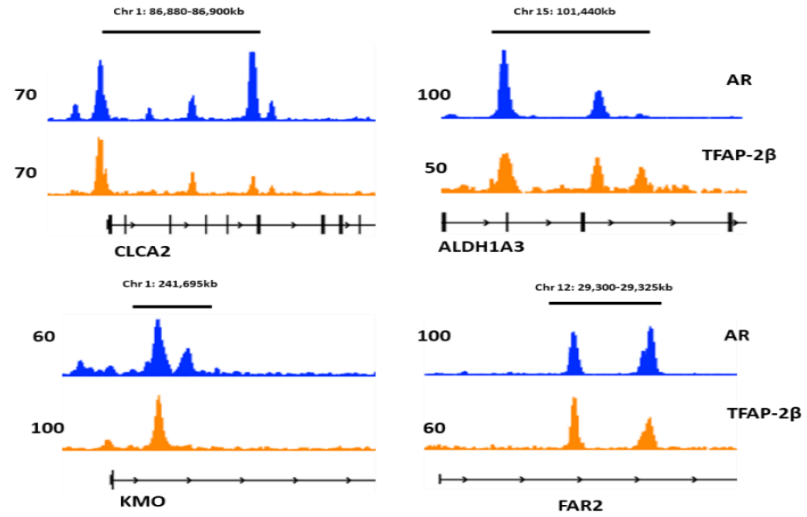 Chr 1: 86,880-86,900kb
Chr 15: 101,440kb
70
100
AR
70
50
TFAP-2β
CLCA2
ALDH1A3
Chr 1: 241,695kb
Chr 12: 29,300-29,325kb
60
100
AR
100
60
TFAP-2β
KMO
FAR2